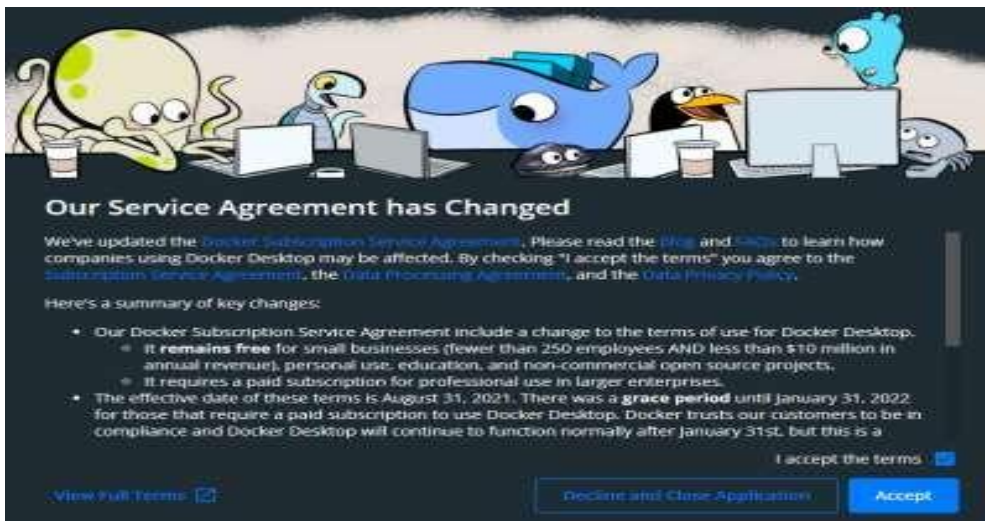 Our Service Agreement has Changed
We've updated the Docker Subscription Service Agreement. Please read the Blog and FAQs to learn how
companies using Docker Desktop may be affected. By checking "I accept the terms" you agree to the
Subscription Service Agreement, the Data Processing Agreement, and the Data Privacy Policy.
Here's a summary of key changes:
• Our Docker Subscription Service Agreement include a change to the terms of use for Docker Desktop.
It remains free for small businesses (fewer than 250 employees AND less than $10 million in
annual revenue), personal use, education, and non-commercial open source projects.
It requires a paid subscription for professional use in larger enterprises.
• The effective date of these terms is August 31, 2021. There was a grace period until January 31, 2022
for those that require a paid subscription to use Docker Desktop. Docker trusts our customers to be in
compliance and Docker Desktop will continue to function normally after January 31st, but this is a
I accept the terms
View Full Terms
Decline and Close Application
Accept